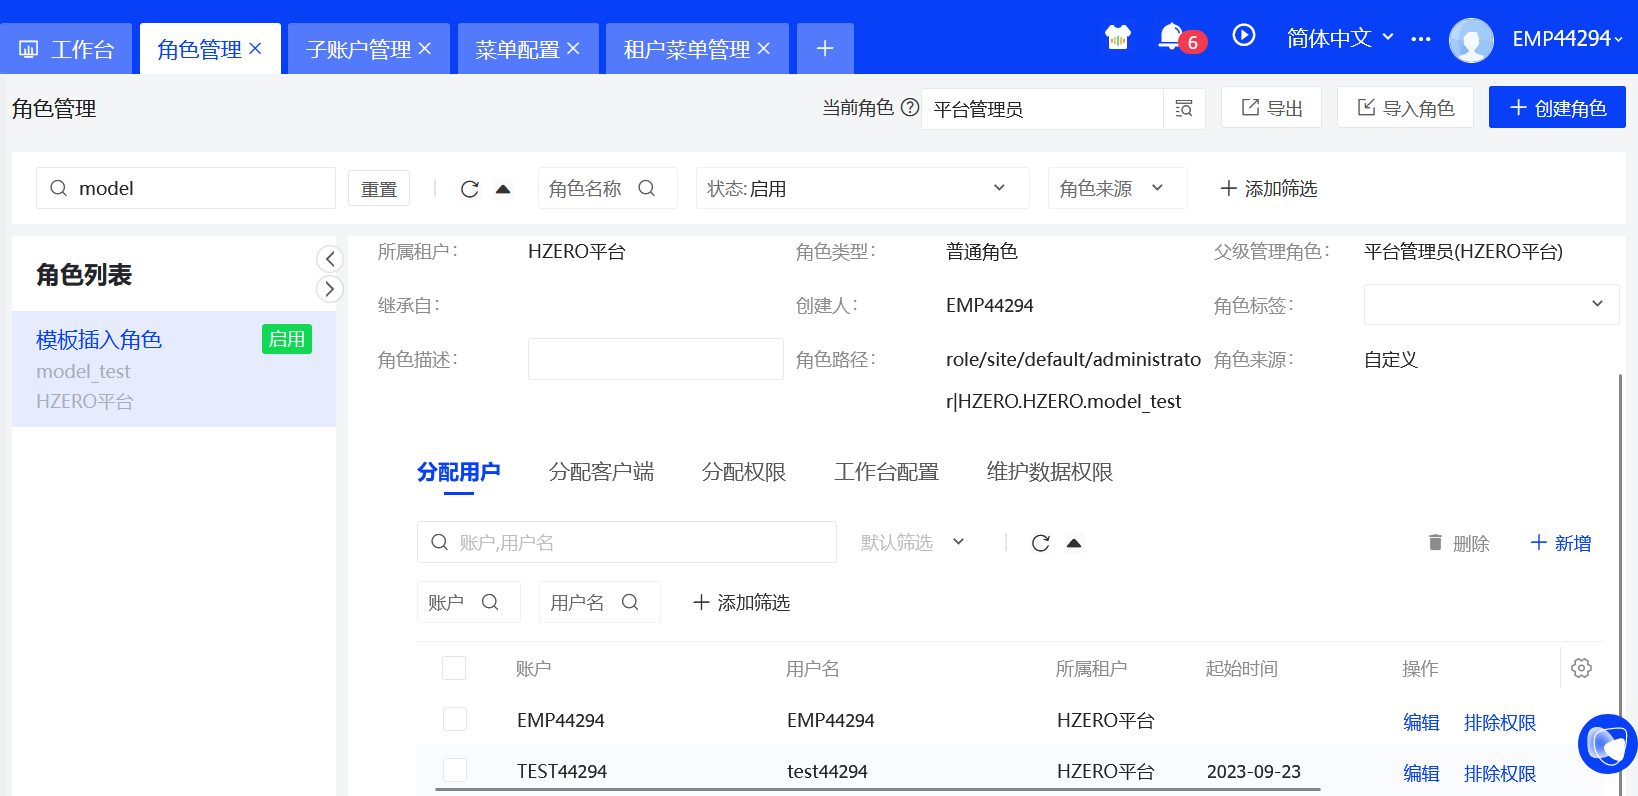 工作台 角色管理 子账户管理 菜单配置 租户菜单管理 6 简体中文 EMP44294
角色管理 当前角色 平台管理员 导出 导入角色 创建角色
model 重置 角色名称 状态: 启用 角色来源 添加筛选
角色列表
模板插入角色 启用
model_test
HZERO平台
所属租户: HZERO平台 角色类型: 普通角色 父级管理角色: 平台管理员(HZERO平台)
继承自: 创建人: EMP44294 角色标签:
角色描述: 角色路径: role/site/default/administrato 角色来源: 自定义
r|HZERO.HZERO.model_test
分配用户 分配客户端 分配权限 工作台配置 维护数据权限
账户,用户名 默认筛选 删除 新增
账户 用户名 添加筛选
账户 用户名 所属租户 起始时间 操作
EMP44294 EMP44294 HZERO平台 编辑 排除权限
TEST44294 test44294 HZERO平台 2023-09-23 编辑 排除权限